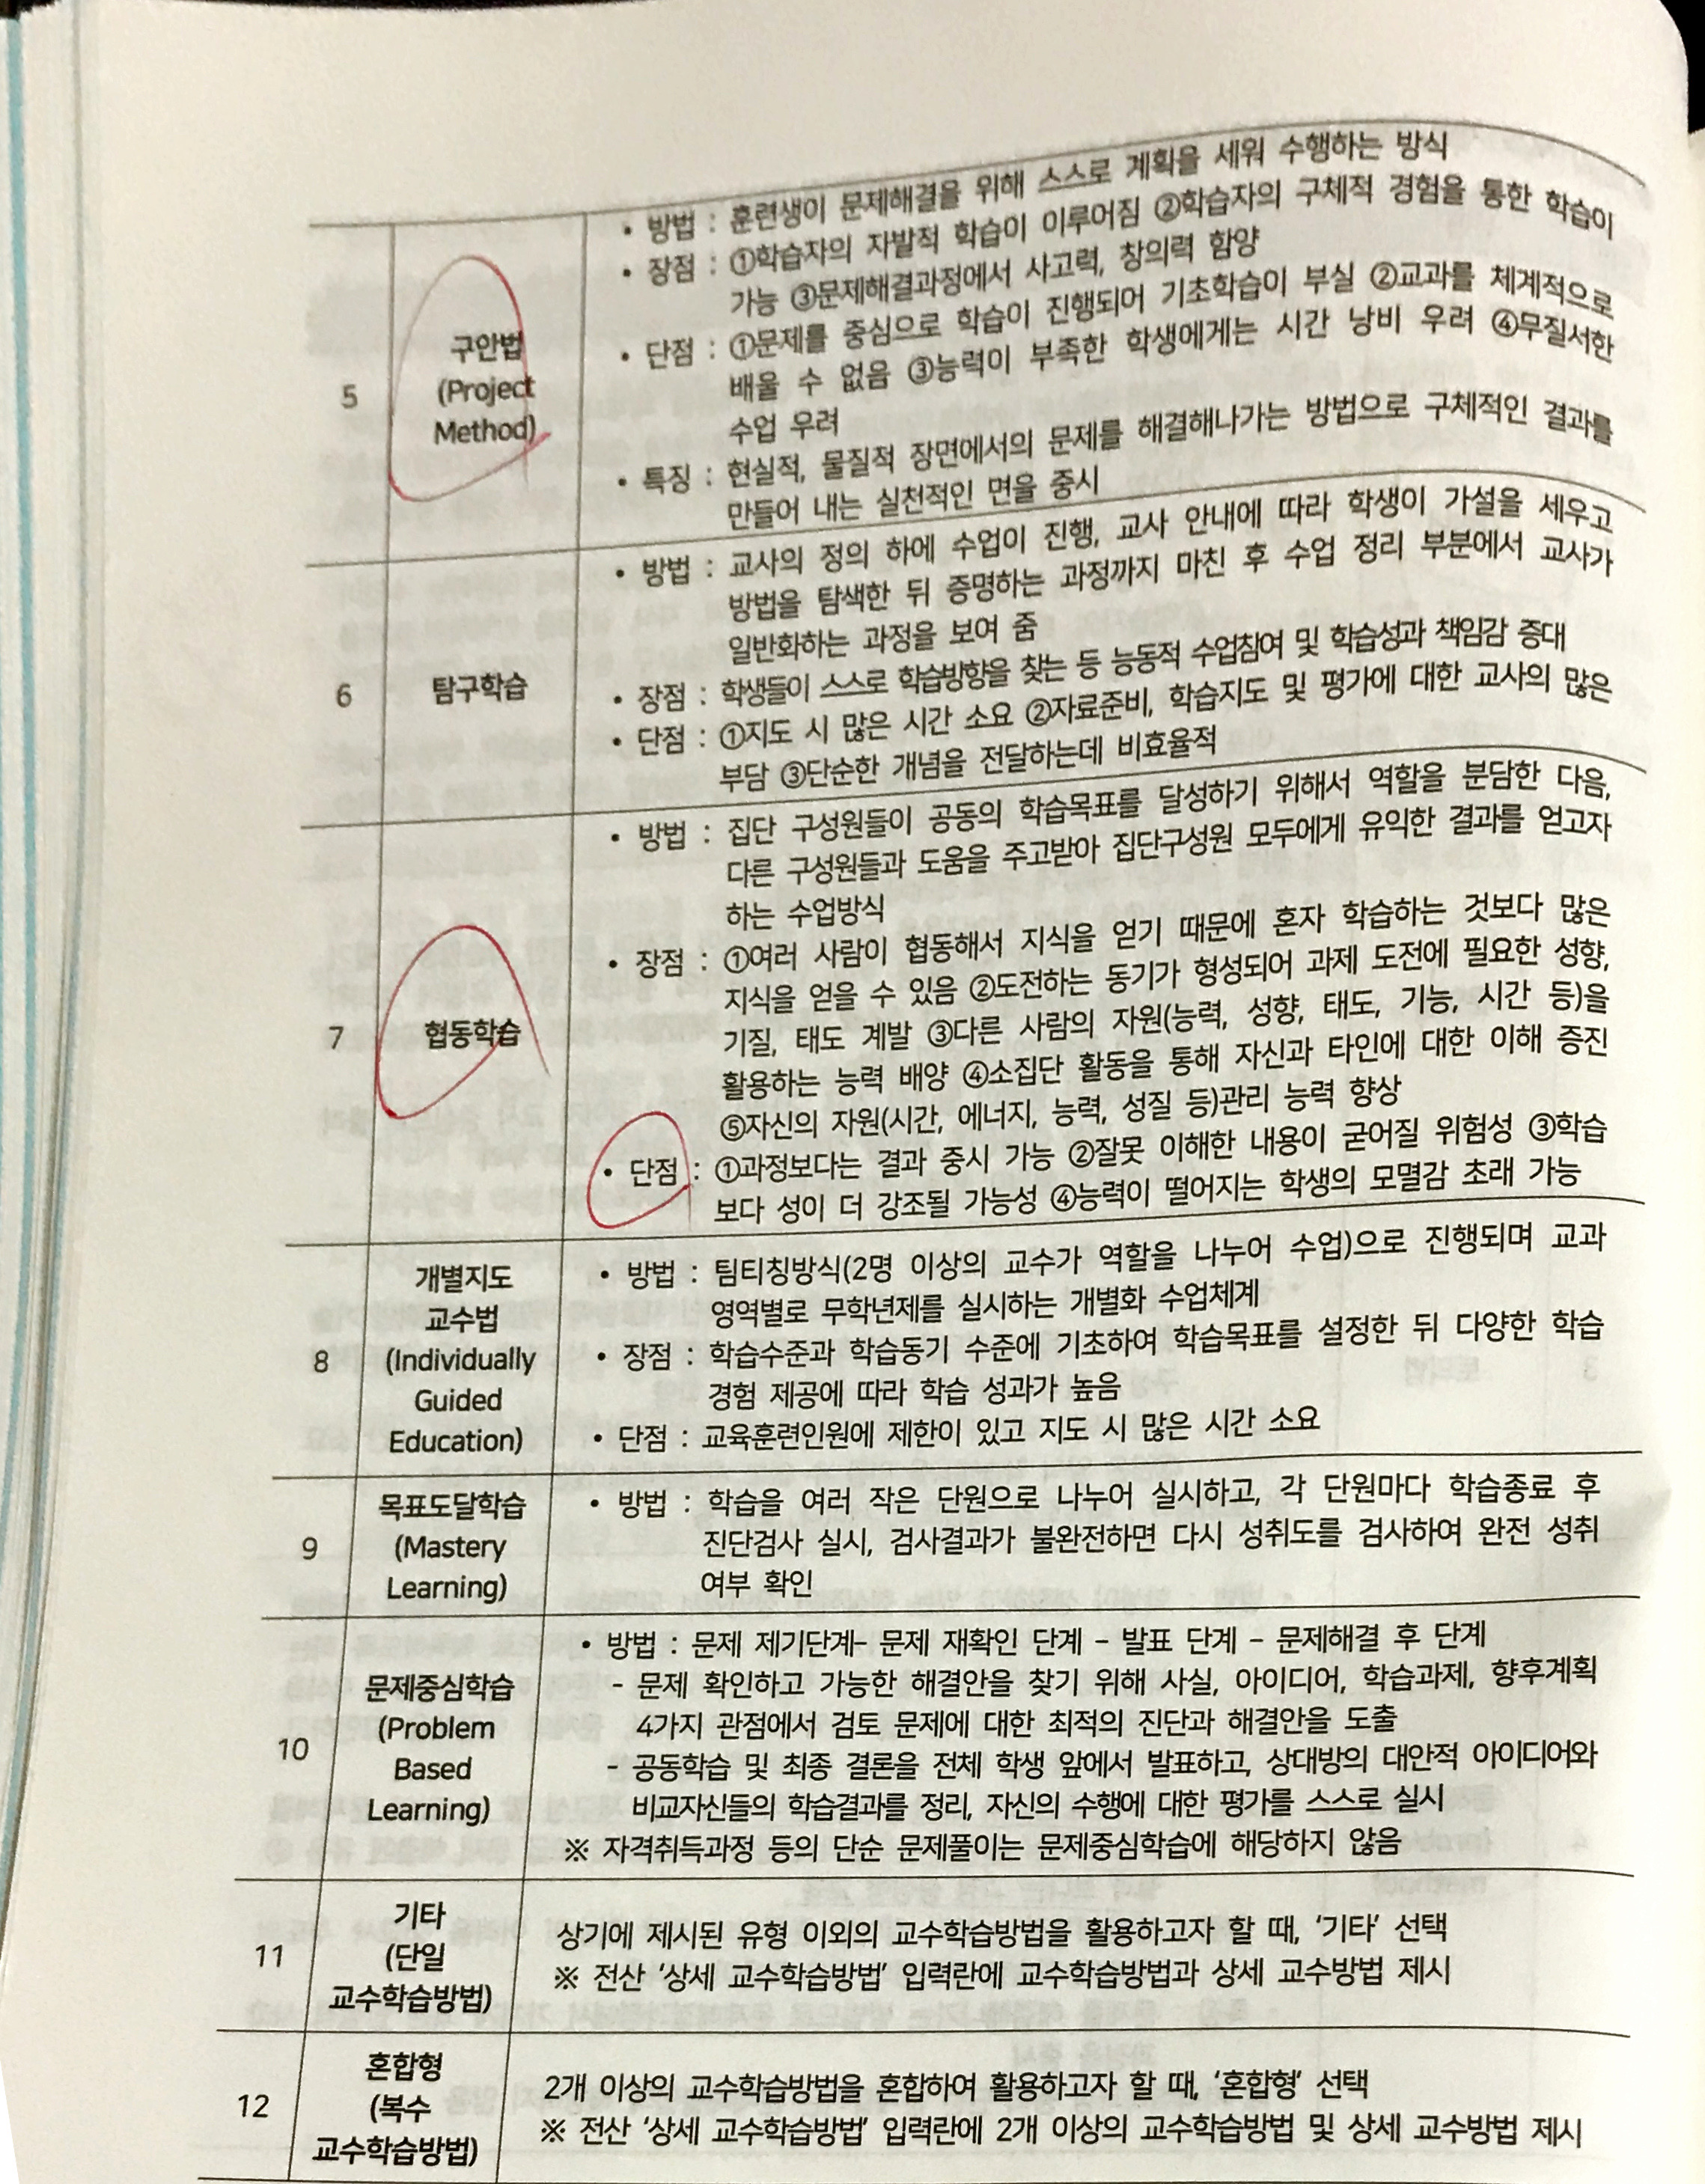 5
구안법
(Project
Method)
• 방법 : 훈련생이 문제해결을 위해 스스로 계획을 세워 수행하는 방식
• 장점 : ①학습자의 자발적 학습이 이루어짐 ②학습자의 구체적 경험을 통한 학습이
가능 ③문제해결과정에서 사고력, 창의력 함양
• 단점 : ①문제를 중심으로 학습이 진행되어 기초학습이 부실 ②교과를 체계적으로
배울 수 없음 ③능력이 부족한 학생에게는 시간 낭비 우려 ④무질서한
수업 우려
• 특징 : 현실적, 물질적 장면에서의 문제를 해결해나가는 방법으로 구체적인 결과를
만들어 내는 실천적인 면을 중시
6
탐구학습
• 방법 : 교사의 정의 하에 수업이 진행, 교사 안내에 따라 학생이 가설을 세우고
방법을 탐색한 뒤 증명하는 과정까지 마친 후 수업 정리 부분에서 교사가
일반화하는 과정을 보여 줌
• 장점 : 학생들이 스스로 학습방향을 찾는 등 능동적 수업참여 및 학습성과 책임감 증대
• 단점 : ①지도 시 많은 시간 소요 ②자료준비, 학습지도 및 평가에 대한 교사의 많은
부담 ③단순한 개념을 전달하는데 비효율적
7
협동학습
• 방법 : 집단 구성원들이 공동의 학습목표를 달성하기 위해서 역할을 분담한 다음,
다른 구성원들과 도움을 주고받아 집단구성원 모두에게 유익한 결과를 얻고자
하는 수업방식
• 장점 : ①여러 사람이 협동해서 지식을 얻기 때문에 혼자 학습하는 것보다 많은
지식을 얻을 수 있음 ②도전하는 동기가 형성되어 과제 도전에 필요한 성향,
기질, 태도 계발 ③다른 사람의 자원(능력, 성향, 태도, 기능, 시간 등)을
활용하는 능력 배양 ④소집단 활동을 통해 자신과 타인에 대한 이해 증진
⑤자신의 자원(시간, 에너지, 능력, 성질 등)관리 능력 향상
• 단점 : ①과정보다는 결과 중시 가능 ②잘못 이해한 내용이 굳어질 위험성 ③학습
보다 성이 더 강조될 가능성 ④능력이 떨어지는 학생의 모멸감 초래 가능
8
개별지도
교수법
(Individually
Guided
Education)
• 방법 : 팀티칭방식(2명 이상의 교수가 역할을 나누어 수업)으로 진행되며 교과
영역별로 무학년제를 실시하는 개별화 수업체계
• 장점 : 학습수준과 학습동기 수준에 기초하여 학습목표를 설정한 뒤 다양한 학습
경험 제공에 따라 학습 성과가 높음
• 단점 : 교육훈련인원에 제한이 있고 지도 시 많은 시간 소요
9
목표도달학습
(Mastery
Learning)
• 방법 : 학습을 여러 작은 단원으로 나누어 실시하고, 각 단원마다 학습종료 후
진단검사 실시, 검사결과가 불완전하면 다시 성취도를 검사하여 완전 성취
여부 확인
10
문제중심학습
(Problem
Based
Learning)
• 방법 : 문제 제기단계- 문제 재확인 단계 - 발표 단계 - 문제해결 후 단계
- 문제 확인하고 가능한 해결안을 찾기 위해 사실, 아이디어, 학습과제, 향후계획
4가지 관점에서 검토 문제에 대한 최적의 진단과 해결안을 도출
- 공동학습 및 최종 결론을 전체 학생 앞에서 발표하고, 상대방의 대안적 아이디어와
비교자신들의 학습결과를 정리, 자신의 수행에 대한 평가를 스스로 실시
※ 자격취득과정 등의 단순 문제풀이는 문제중심학습에 해당하지 않음
11
기타
(단일
교수학습방법)
상기에 제시된 유형 이외의 교수학습방법을 활용하고자 할 때, ‘기타’ 선택
※ 전산 ‘상세 교수학습방법’ 입력란에 교수학습방법과 상세 교수방법 제시
12
혼합형
(복수
교수학습방법)
2개 이상의 교수학습방법을 혼합하여 활용하고자 할 때, ‘혼합형’ 선택
※ 전산 ‘상세 교수학습방법’ 입력란에 2개 이상의 교수학습방법 및 상세 교수방법 제시